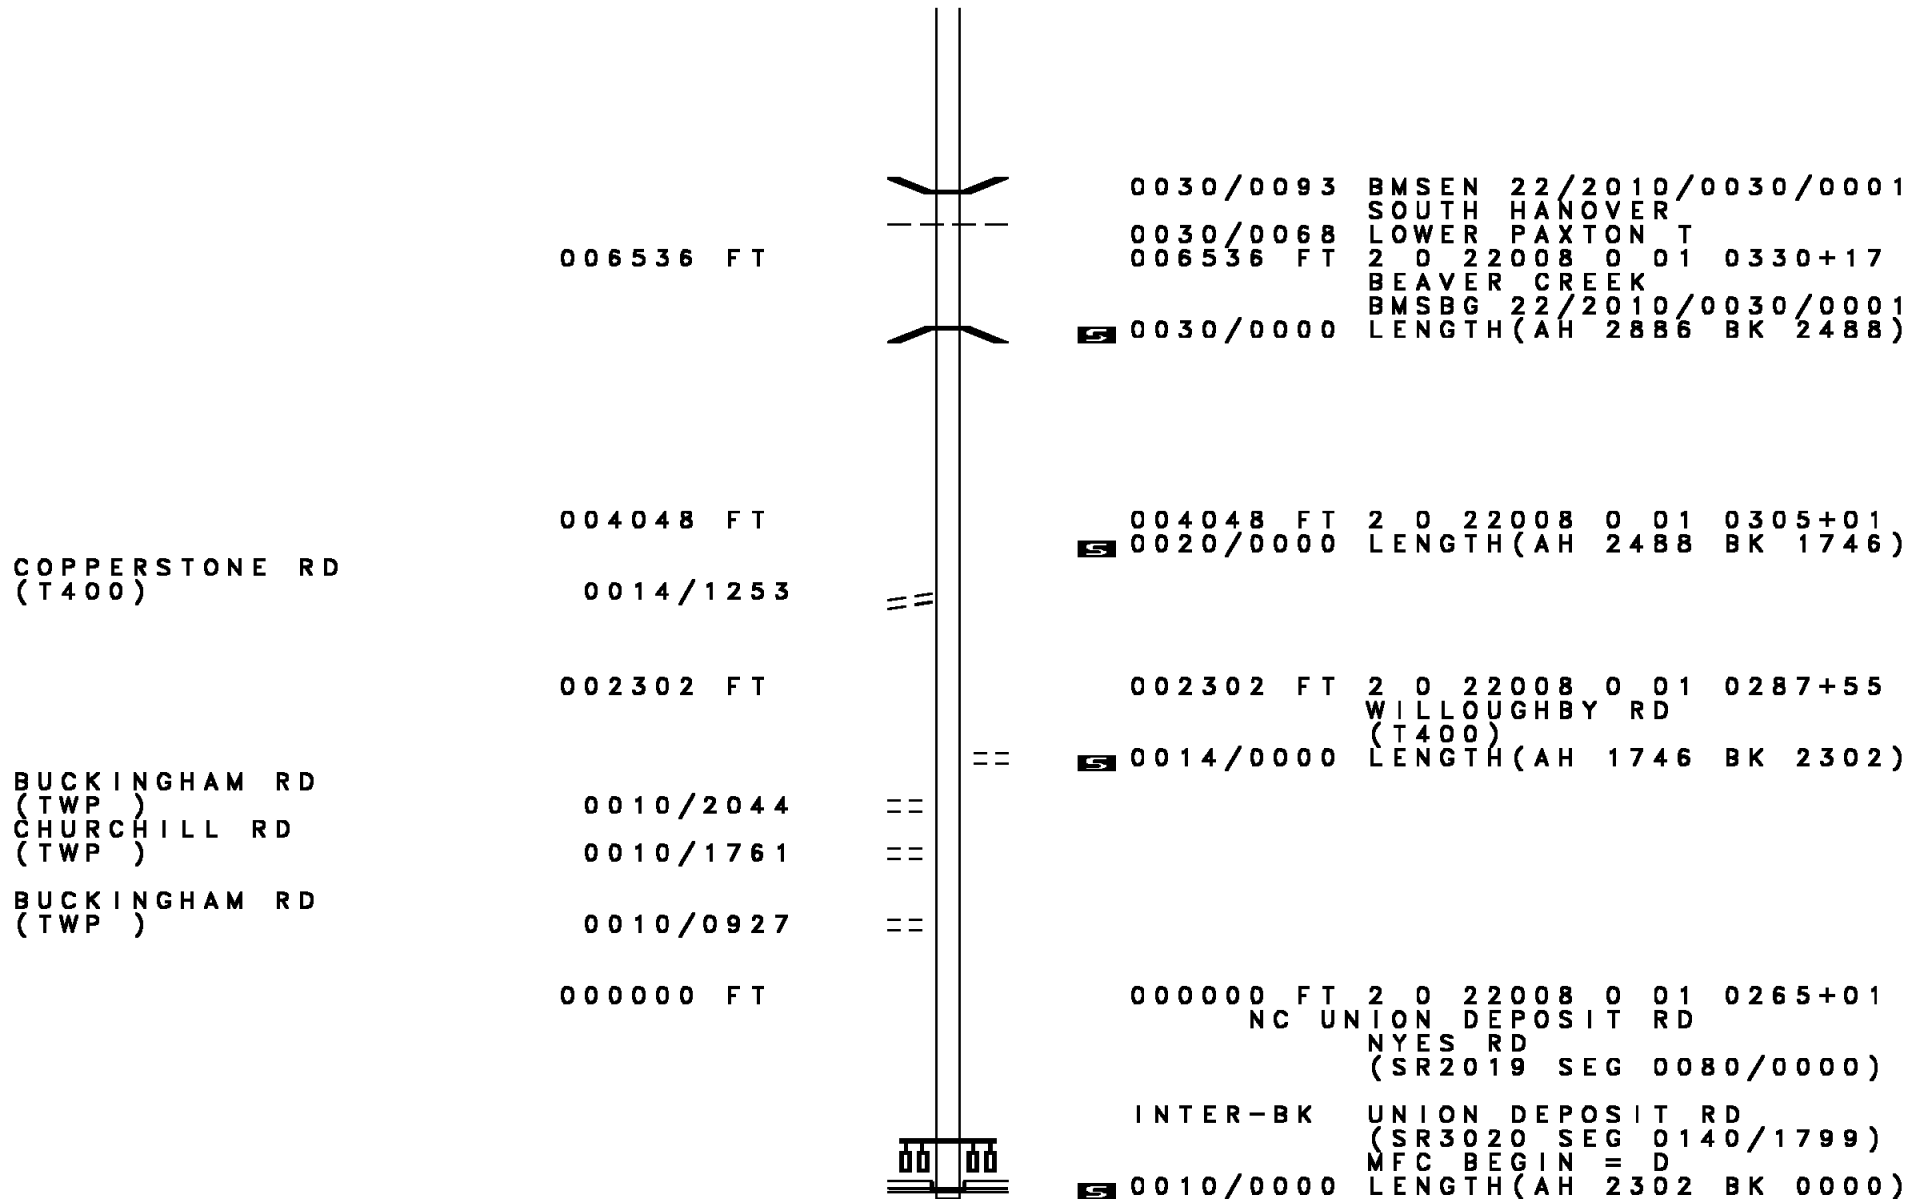 0030/0093 BMSEN 22/2010/0030/0001
SOUTH HANOVER
0030/0068 LOWER PAXTON T
006536 FT 006536 FT 2 0 22008 0 01 0330+17
BEAVER CREEK
BMSBG 22/2010/0030/0001
S 0030/0000 LENGTH(AH 2886 BK 2488)
004048 FT 004048 FT 2 0 22008 0 01 0305+01
S 0020/0000 LENGTH(AH 2488 BK 1746)
COPPERSTONE RD
(T400) 0014/1253
002302 FT 002302 FT 2 0 22008 0 01 0287+55
WILLOUGHBY RD
(T400)
S 0014/0000 LENGTH(AH 1746 BK 2302)
BUCKINGHAM RD
(TWP ) 0010/2044
CHURCHILL RD
(TWP ) 0010/1761
BUCKINGHAM RD
(TWP ) 0010/0927
000000 FT 000000 FT 2 0 22008 0 01 0265+01
NC UNION DEPOSIT RD
NYES RD
(SR2019 SEG 0080/0000)
INTER-BK UNION DEPOSIT RD
(SR3020 SEG 0140/1799)
MFC BEGIN = D
S 0010/0000 LENGTH(AH 2302 BK 0000)